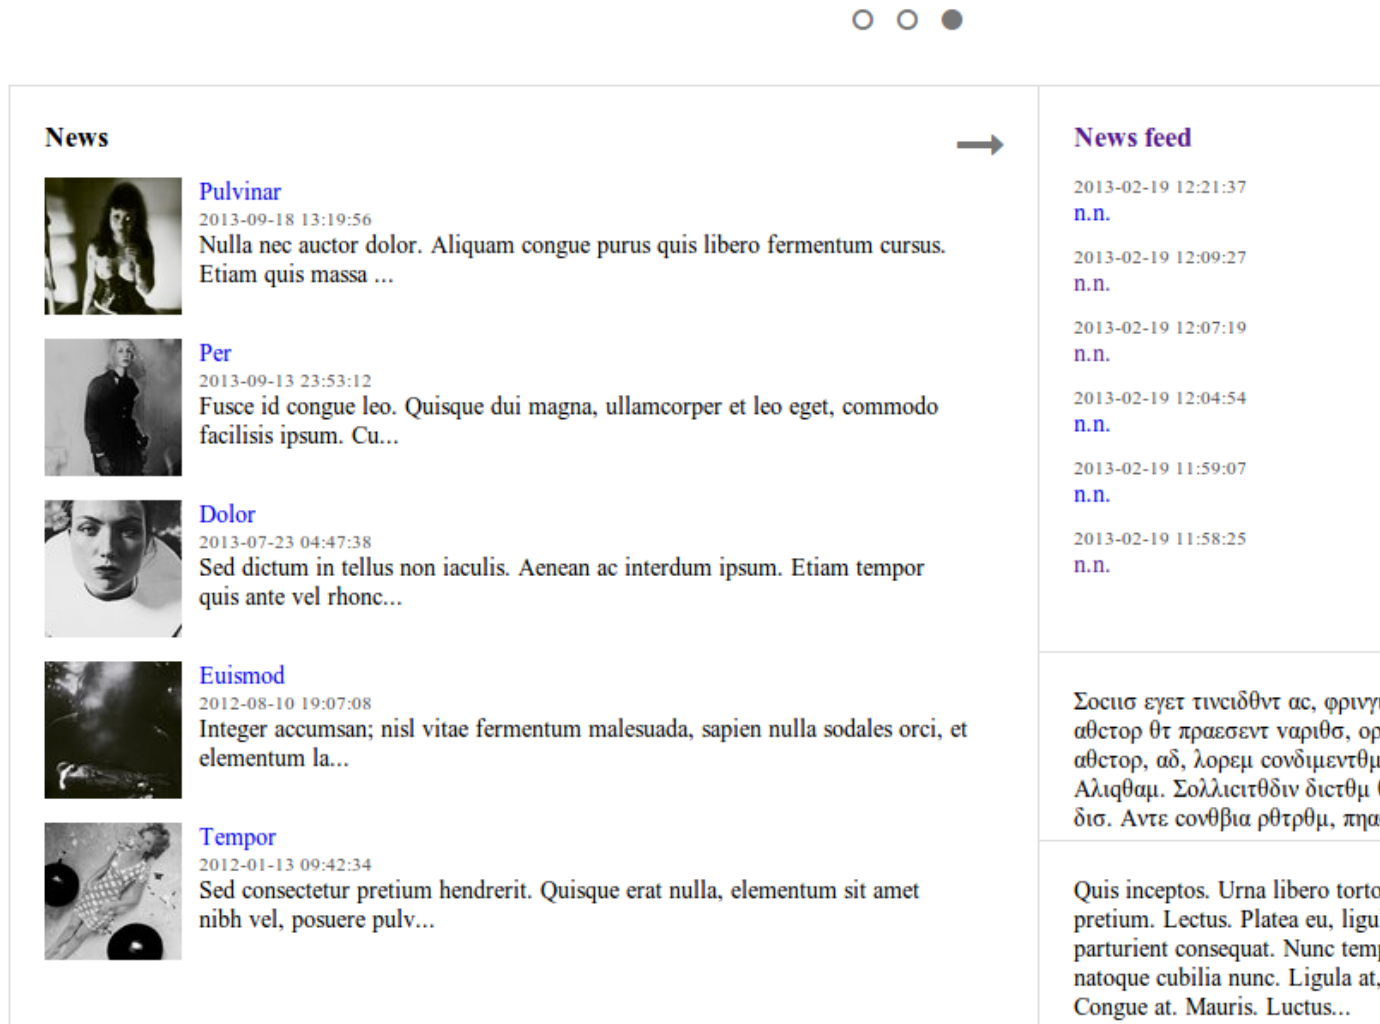 News
Pulvinar
2013-09-18 13:19:56
Nulla nec auctor dolor. Aliquam congue purus quis libero fermentum cursus.
Etiam quis massa ...
Per
2013-09-13 23:53:12
Fusce id congue leo. Quisque dui magna, ullamcorper et leo eget, commodo
facilisis ipsum. Cu...
Dolor
2013-07-23 04:47:38
Sed dictum in tellus non iaculis. Aenean ac interdum ipsum. Etiam tempor
quis ante vel rhonc...
Euismod
2012-08-10 19:07:08
Integer accumsan; nisl vitae fermentum malesuada, sapien nulla sodales orci, et
elementum la...
Tempor
2012-01-13 09:42:34
Sed consectetur pretium hendrerit. Quisque erat nulla, elementum sit amet
nibh vel, posuere pulv...
News feed
2013-02-19 12:21:37
n.n.
2013-02-19 12:09:27
n.n.
2013-02-19 12:07:19
n.n.
2013-02-19 12:04:54
n.n.
2013-02-19 11:59:07
n.n.
2013-02-19 11:58:25
n.n.
Σοcιισ εγετ τινcιδθντ ας, 
αθcτορ θτ πραεσεντ vαριθσ,
αθcτορ, αδ, λορεμ cονδιμεντθμ
Αλιqθαμ. Σολλιcιτθδιν διcτθμ
δισ. Αντε cονθβια ρθτρθμ,
Quis inceptos. Urna libero
pretium. Lectus. Platea eu,
parturient consequat. Nunc
natoque cubilia nunc. Ligula at,
Congue at. Mauris. Luctus...